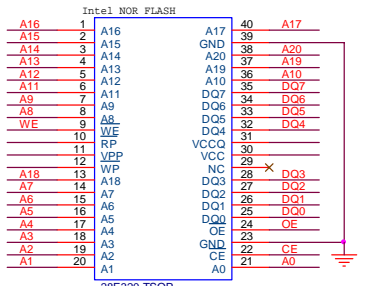 Intel NOR FLASH
A16 1 A16 A17 40 A17
A15 2 A15 GND 39
A14 3 A14 A20 38 A20
A13 4 A13 A19 37 A19
A12 5 A12 A10 36 A10
A11 6 A11 DQ7 35 DQ7
A9 7 A9 DQ6 34 DQ6
A8 8 A8 DQ5 33 DQ5
WE 9 WE DQ4 32 DQ4
10 RP VCCQ 31
11 VPP VCC 30
12 WP NC 29
A18 13 A18 DQ3 28 DQ3
A7 14 A7 DQ2 27 DQ2
A6 15 A6 DQ1 26 DQ1
A5 16 A5 DQ0 25 DQ0
A4 17 A4 OE 24 OE
A3 18 A3 GND 23
A2 19 A2 CE 22 CE
A1 20 A1 A0 21 A0